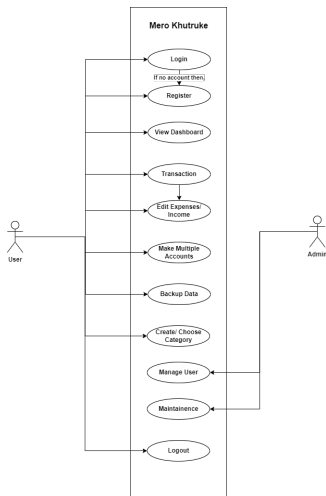 Mero Khutruke
Login
If no account then,
Register
View Dashboard
Transaction
Edit Expenses/
Income
User
Admin
Make Multiple
Accounts
Backup Data
Create/ Choose
Category
Manage User
Maintainence
Logout